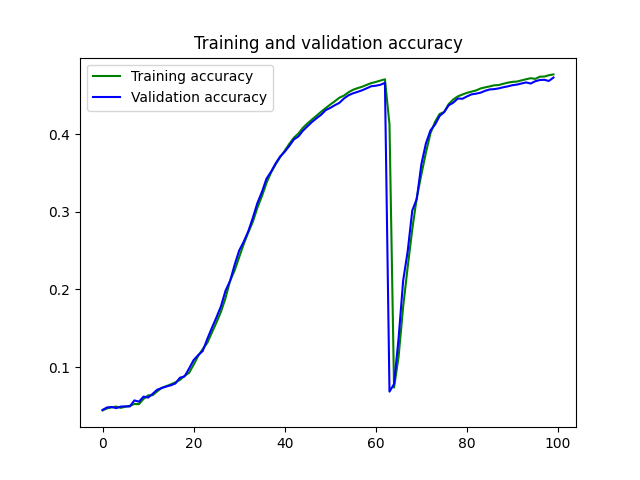 Training and validation accuracy
Training accuracy
Validation accuracy
0.4
0.3
0.2
0.1
0 20 40 60 80 100